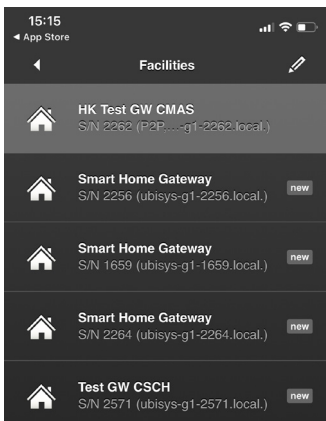 15:15
◀ App Store
Facilities
HK Test GW CMAS
S/N 2262 (P2P....-g1-2262.local.)
Smart Home Gateway
S/N 2256 (ubisys-g1-2256.local.)
new
Smart Home Gateway
S/N 1659 (ubisys-g1-1659.local.)
new
Smart Home Gateway
S/N 2264 (ubisys-g1-2264.local.)
new
Test GW CSCH
S/N 2571 (ubisys-g1-2571.local.)
new